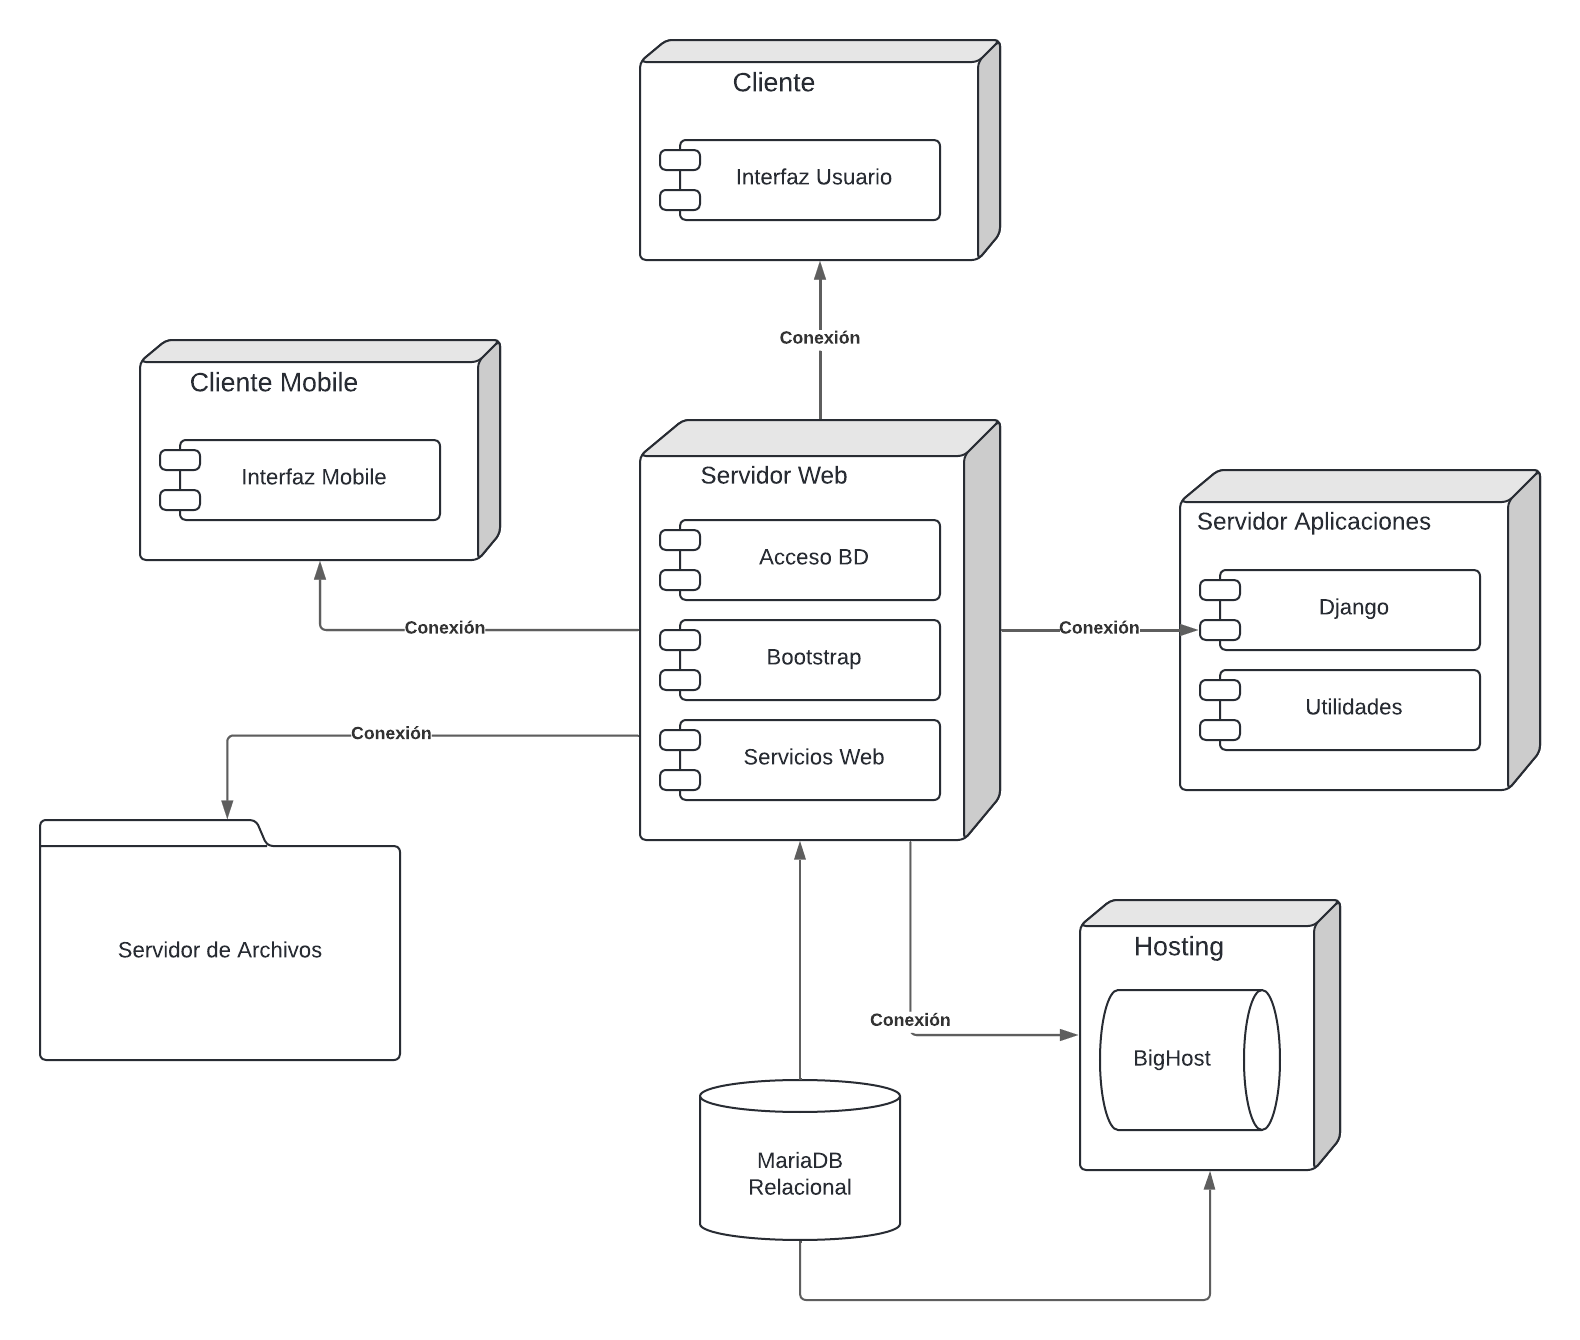 Cliente
Interfaz Usuario
Conexión
Cliente Mobile
Interfaz Mobile
Servidor Web
Acceso BD
Bootstrap
Servicios Web
Servidor Aplicaciones
Django
Utilidades
Conexión
Conexión
Conexión
Servidor de Archivos
Hosting
BigHost
Conexión
MariaDB
Relacional